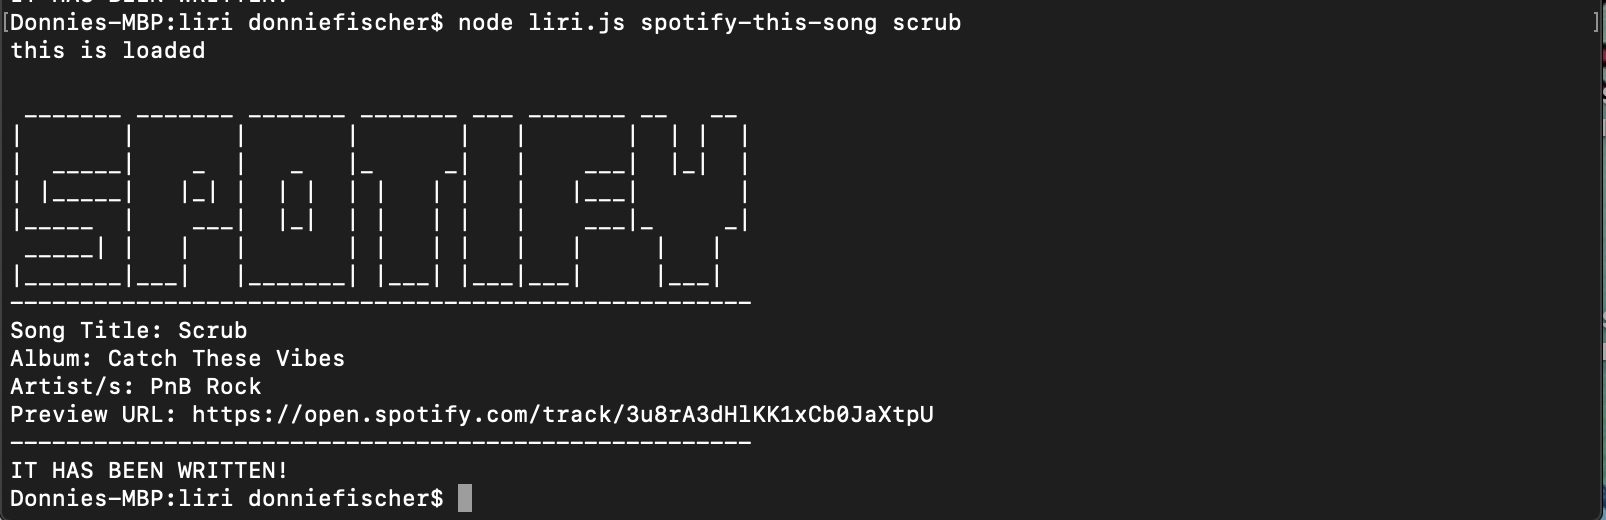 IT HAS BEEN WRITTEN!
[Donnies-MBP:liri donniefischer$ node liri.js spotify-this-song scrub ]
this is loaded
SPOTIFY
------------------------------------------------------
Song Title: Scrub
Album: Catch These Vibes
Artist/s: PnB Rock
Preview URL: https://open.spotify.com/track/3u8rA3dHlKK1xCb0JaXtpU
------------------------------------------------------
IT HAS BEEN WRITTEN!
Donnies-MBP:liri donniefischer$